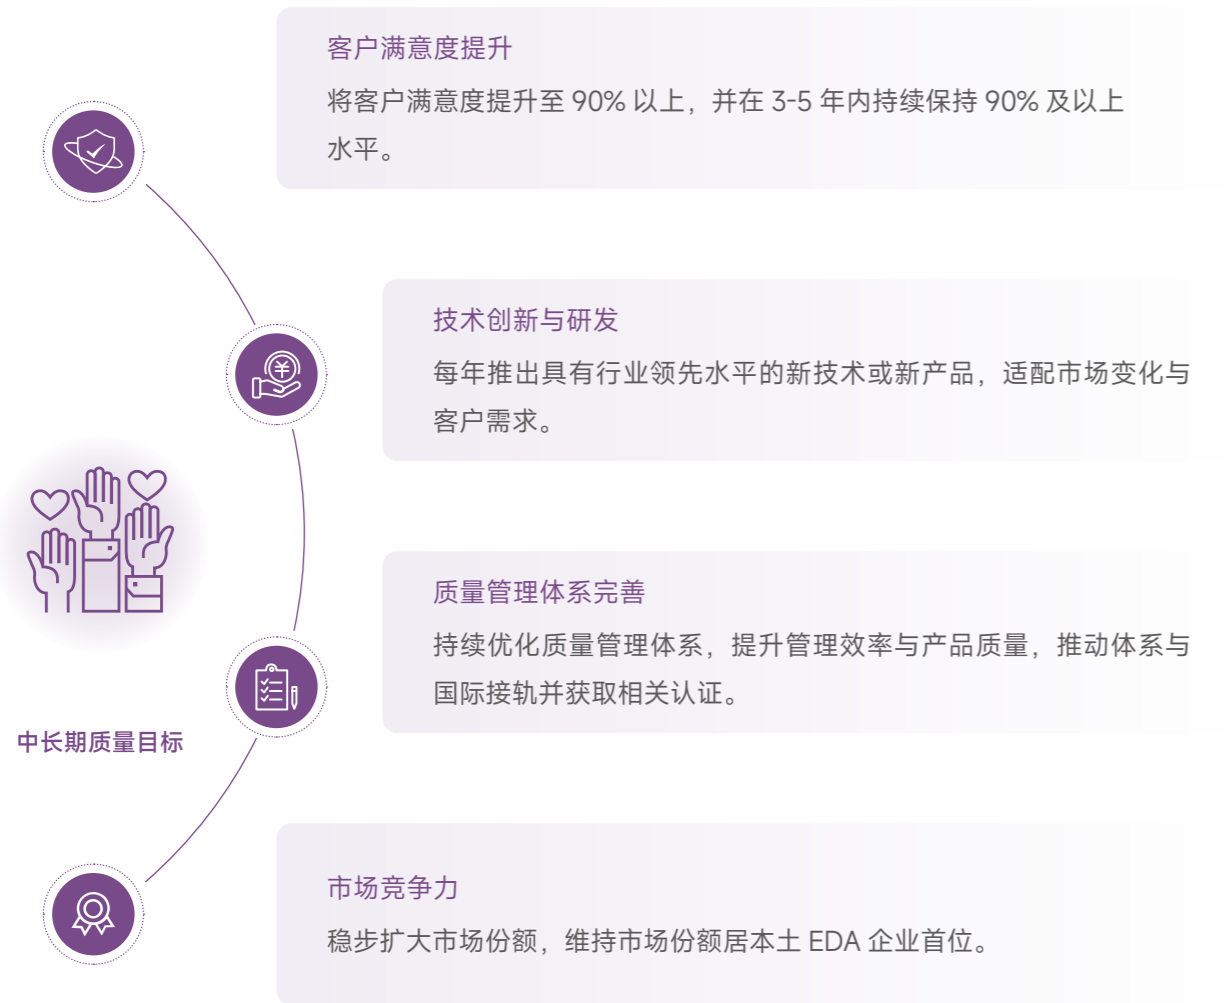 客户满意度提升
将客户满意度提升至 90% 以上，并在 3-5 年内持续保持 90% 及以上
水平。
技术创新与研发
每年推出具有行业领先水平的新技术或新产品，适配市场变化与
客户需求。
质量管理体系完善
持续优化质量管理体系，提升管理效率与产品质量，推动体系与
国际接轨并获取相关认证。
中长期质量目标
市场竞争力
稳步扩大市场份额，维持市场份额居本土 EDA 企业首位。